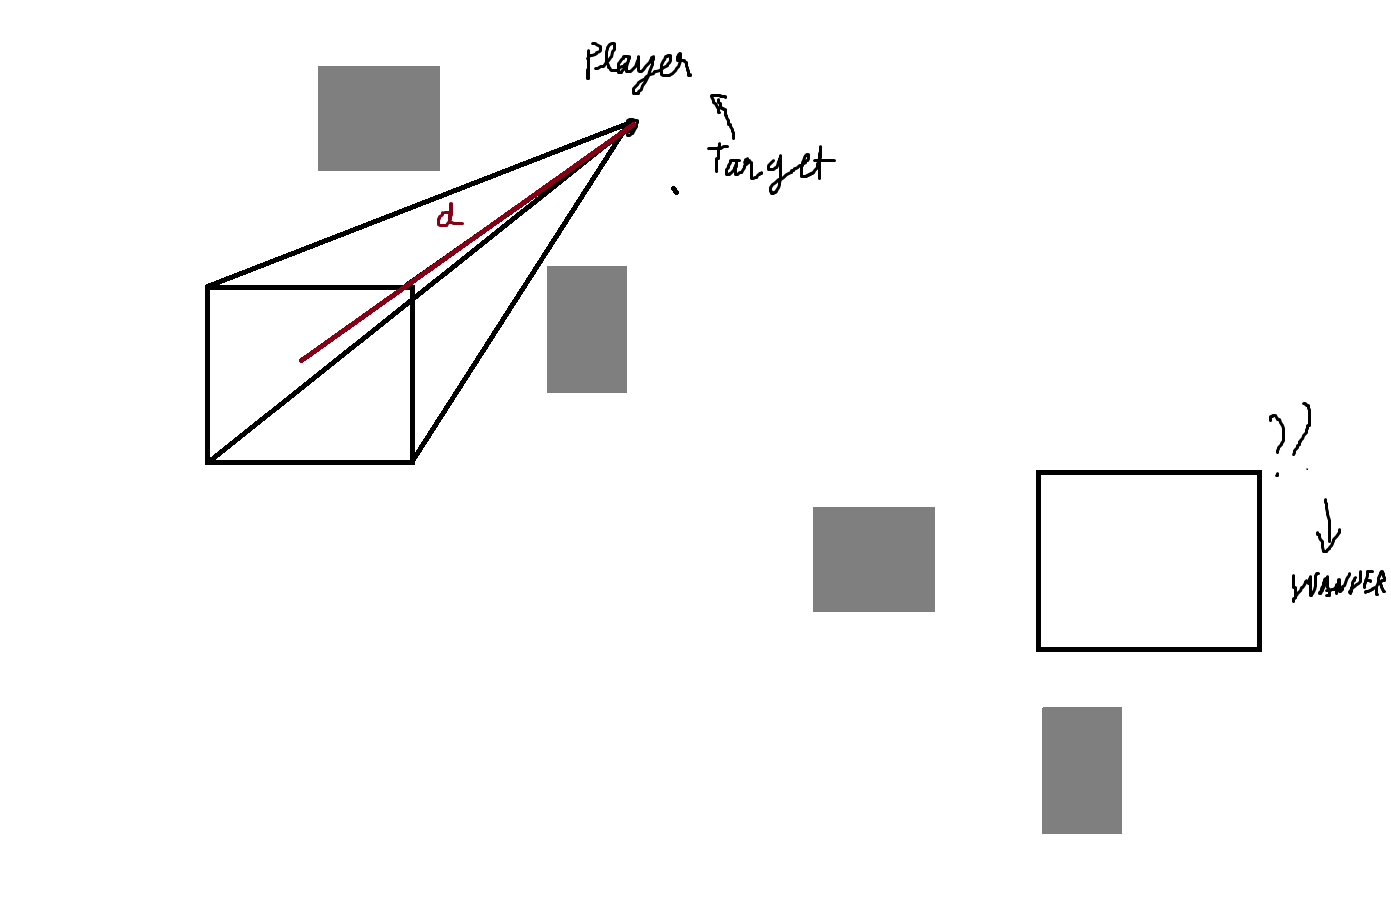 Player
Target
d
??
WANDER